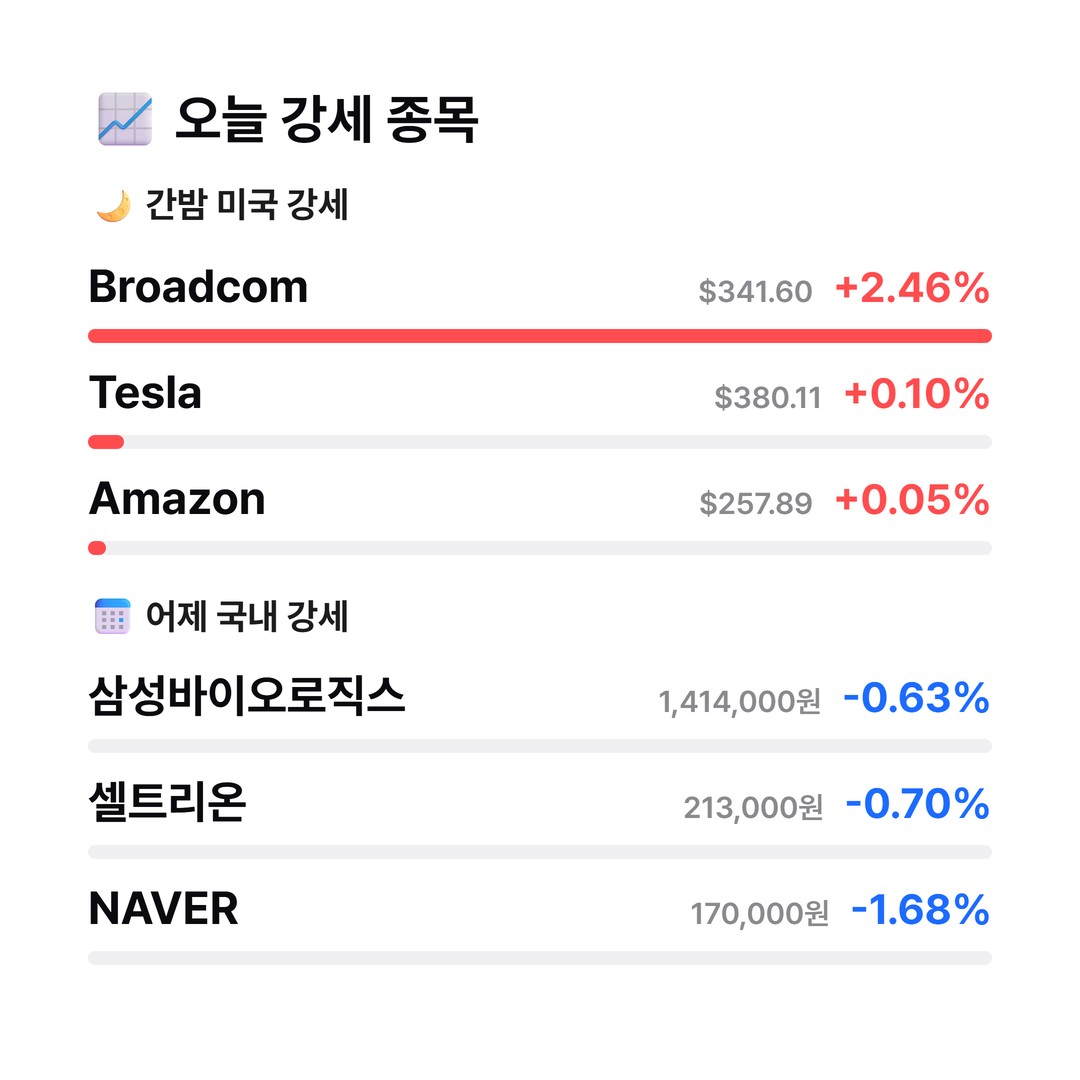 오늘 강세 종목
간밤 미국 강세
Broadcom $341.60 +2.46%
Tesla $380.11 +0.10%
Amazon $257.89 +0.05%
어제 국내 강세
삼성바이오로직스 1,414,000원 -0.63%
셀트리온 213,000원 -0.70%
NAVER 170,000원 -1.68%